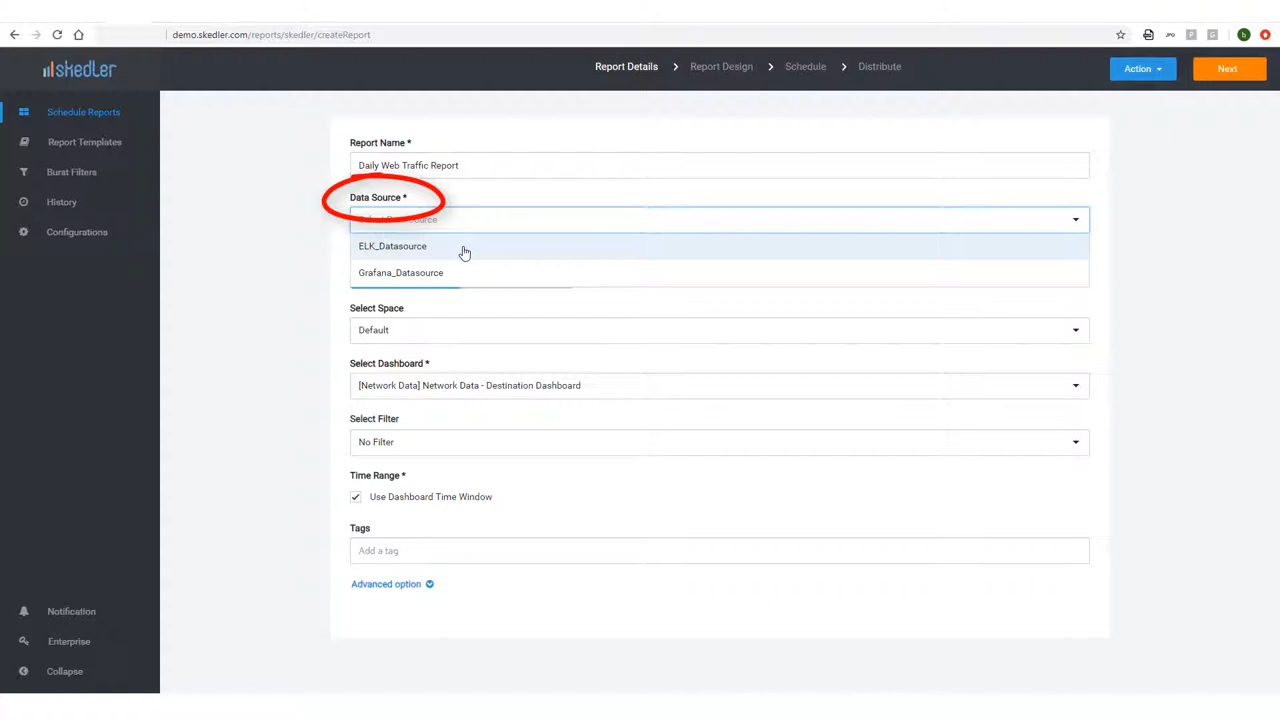 demo.skedler.com/reports/skedler/createReport
skedler
Report Details
Report Design
Schedule
Distribute
Action
Next
Schedule Reports
Report Templates
Burst Filters
History
Configurations
Notification
Enterprise
Collapse
Report Name *
Daily Web Traffic Report
Data Source *
ELK_Datasource
Grafana_Datasource
Select Space
Default
Select Dashboard *
[Network Data] Network Data - Destination Dashboard
Select Filter
No Filter
Time Range *
Use Dashboard Time Window
Tags
Add a tag
Advanced option